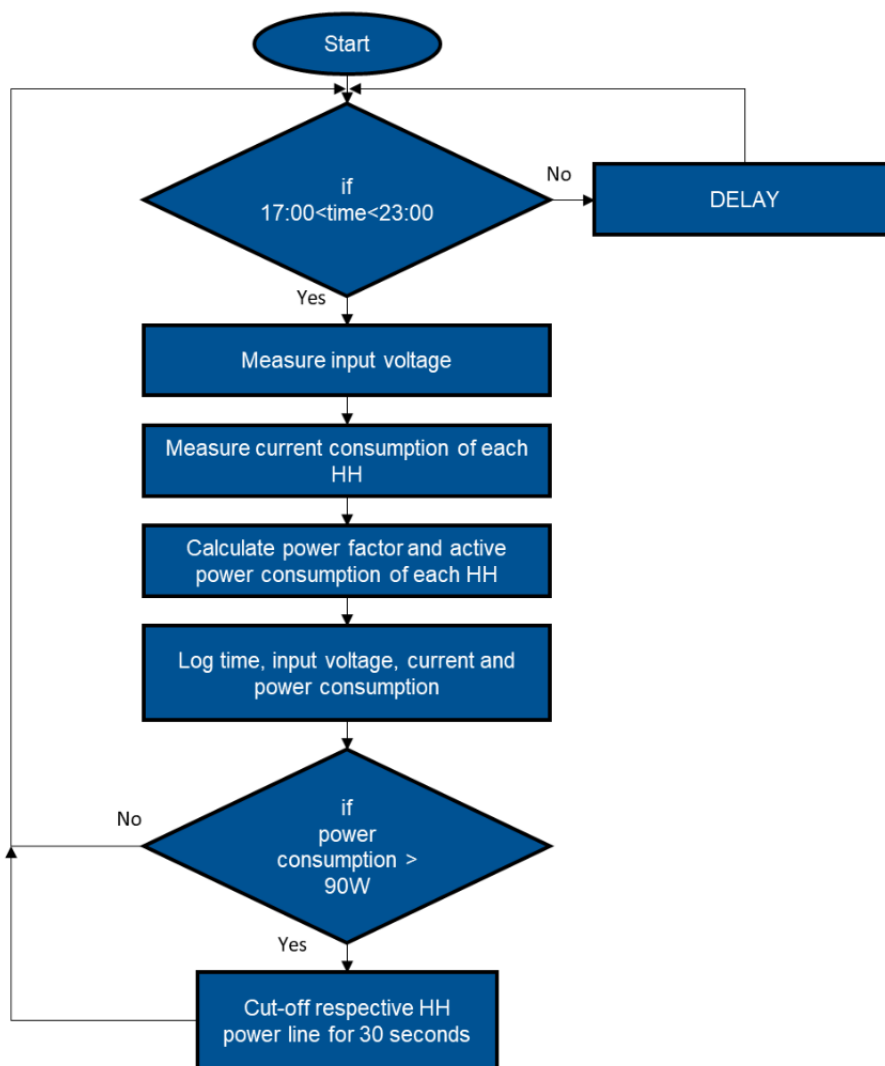 Start
if
17:00<time<23:00
No
DELAY
Yes
Measure input voltage
Measure current consumption of each
HH
Calculate power factor and active
power consumption of each HH
Log time, input voltage, current and
power consumption
if
power
consumption >
90W
No
Yes
Cut-off respective HH
power line for 30 seconds